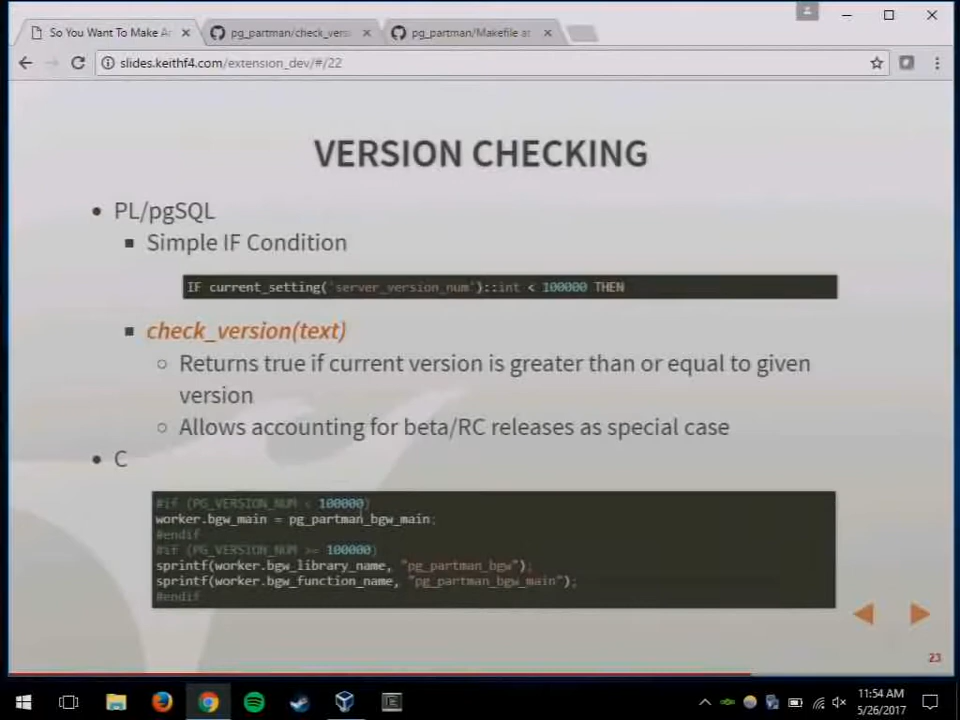 So You Want To Make Ar
pg_partman/check_vers
pg_partman/Makefile at
slides.keithf4.com/extension_dev/#/22
VERSION CHECKING
PL/pgSQL
Simple IF Condition
IF current_setting('server_version_num')::int < 100000 THEN
check_version(text)
Returns true if current version is greater than or equal to given
version
Allows accounting for beta/RC releases as special case
C
#if (PG_VERSION_NUM < 100000)
worker.bgw_main = pg_partman_bgw_main;
#endif
#if (PG_VERSION_NUM >= 100000)
sprintf(worker.bgw_library_name, "pg_partman_bgw");
sprintf(worker.bgw_function_name, "pg_partman_bgw_main");
#endif
23
11:54 AM
5/26/2017